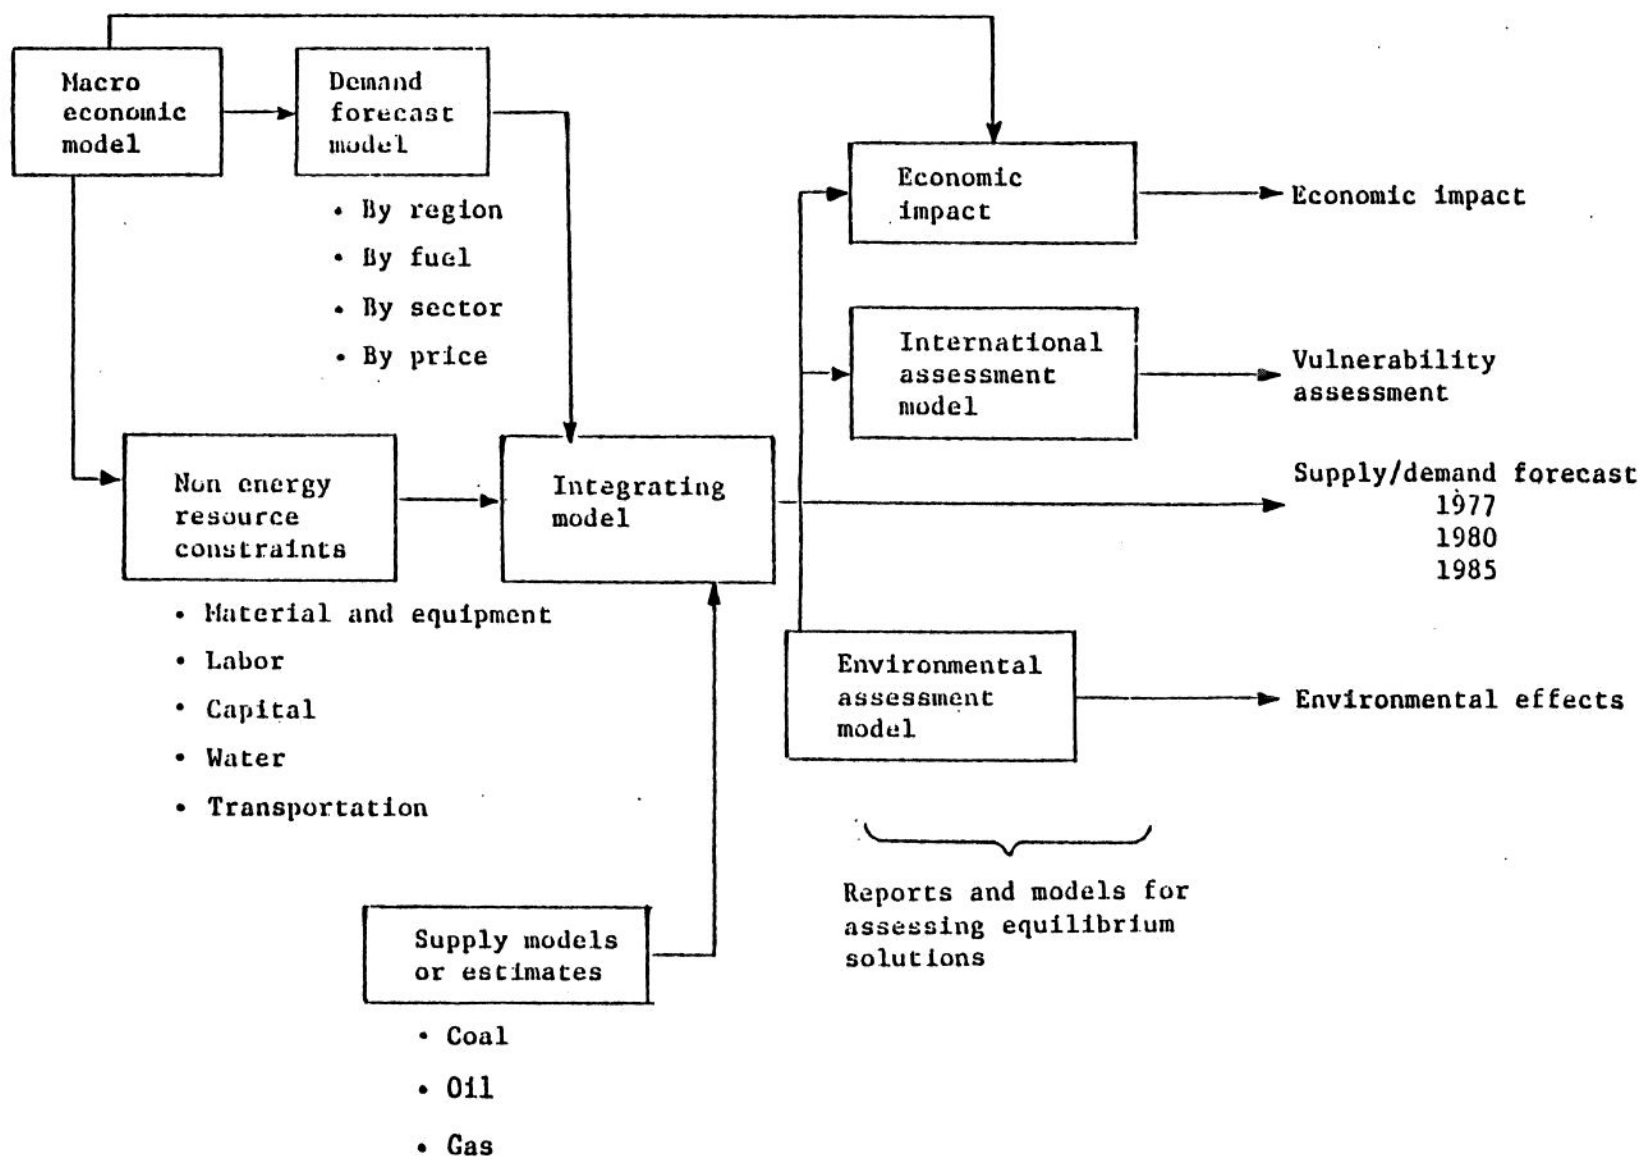 Macro
economic
model
Demand
forecast
model
• By region
• By fuel
• By sector
• By price
Economic
impact
Economic impact
International
assessment
model
Vulnerability
assessment
Non energy
resource
constraints
Integrating
model
Supply/demand forecast
1977
1980
1985
• Material and equipment
• Labor
• Capital
• Water
• Transportation
Environmental
assessment
model
Environmental effects
Reports and models for
assessing equilibrium
solutions
Supply models
or estimates
• Coal
• Oil
• Gas